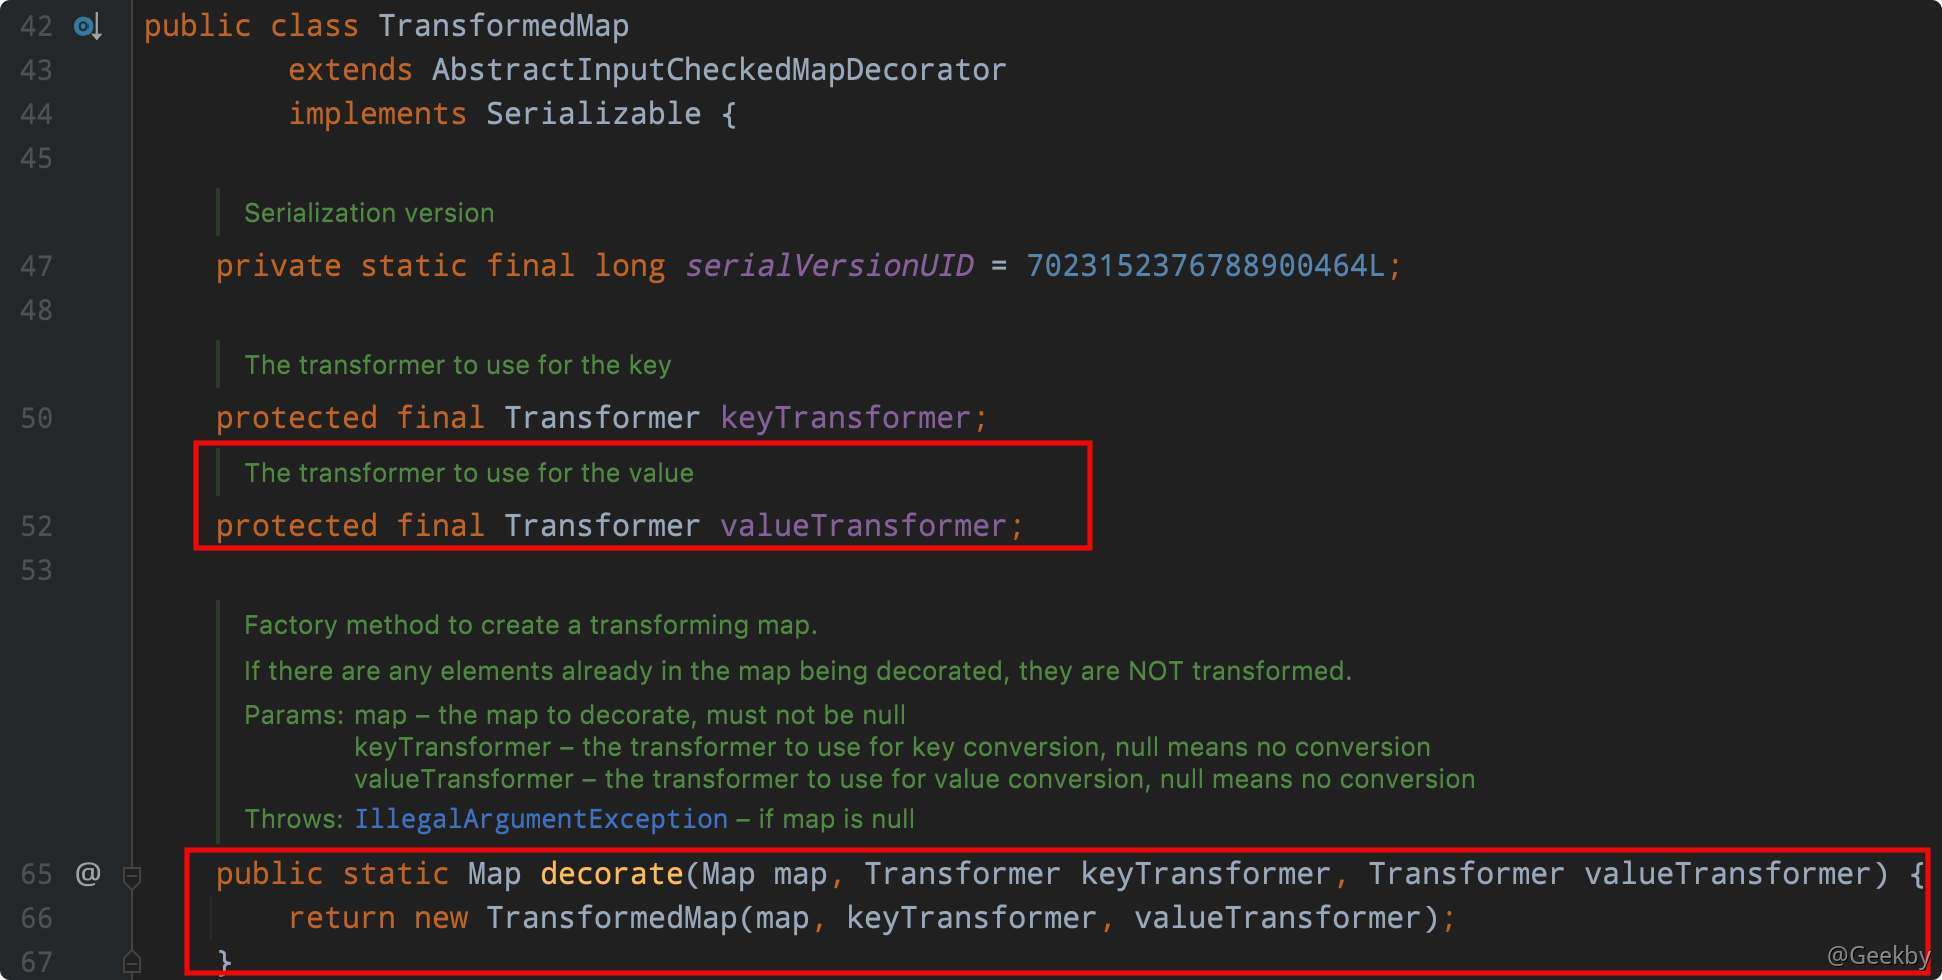 42 public class TransformedMap
43 extends AbstractInputCheckedMapDecorator
44 implements Serializable {
45
Serialization version
47 private static final long serialVersionUID = 7023152376788900464L;
48
The transformer to use for the key
50 protected final Transformer keyTransformer;
The transformer to use for the value
52 protected final Transformer valueTransformer;
53
Factory method to create a transforming map.
If there are any elements already in the map being decorated, they are NOT transformed.
Params: map – the map to decorate, must not be null
keyTransformer – the transformer to use for key conversion, null means no conversion
valueTransformer – the transformer to use for value conversion, null means no conversion
Throws: IllegalArgumentException – if map is null
65 @ public static Map decorate(Map map, Transformer keyTransformer, Transformer valueTransformer) {
66 return new TransformedMap(map, keyTransformer, valueTransformer);
67 }
@Geekby